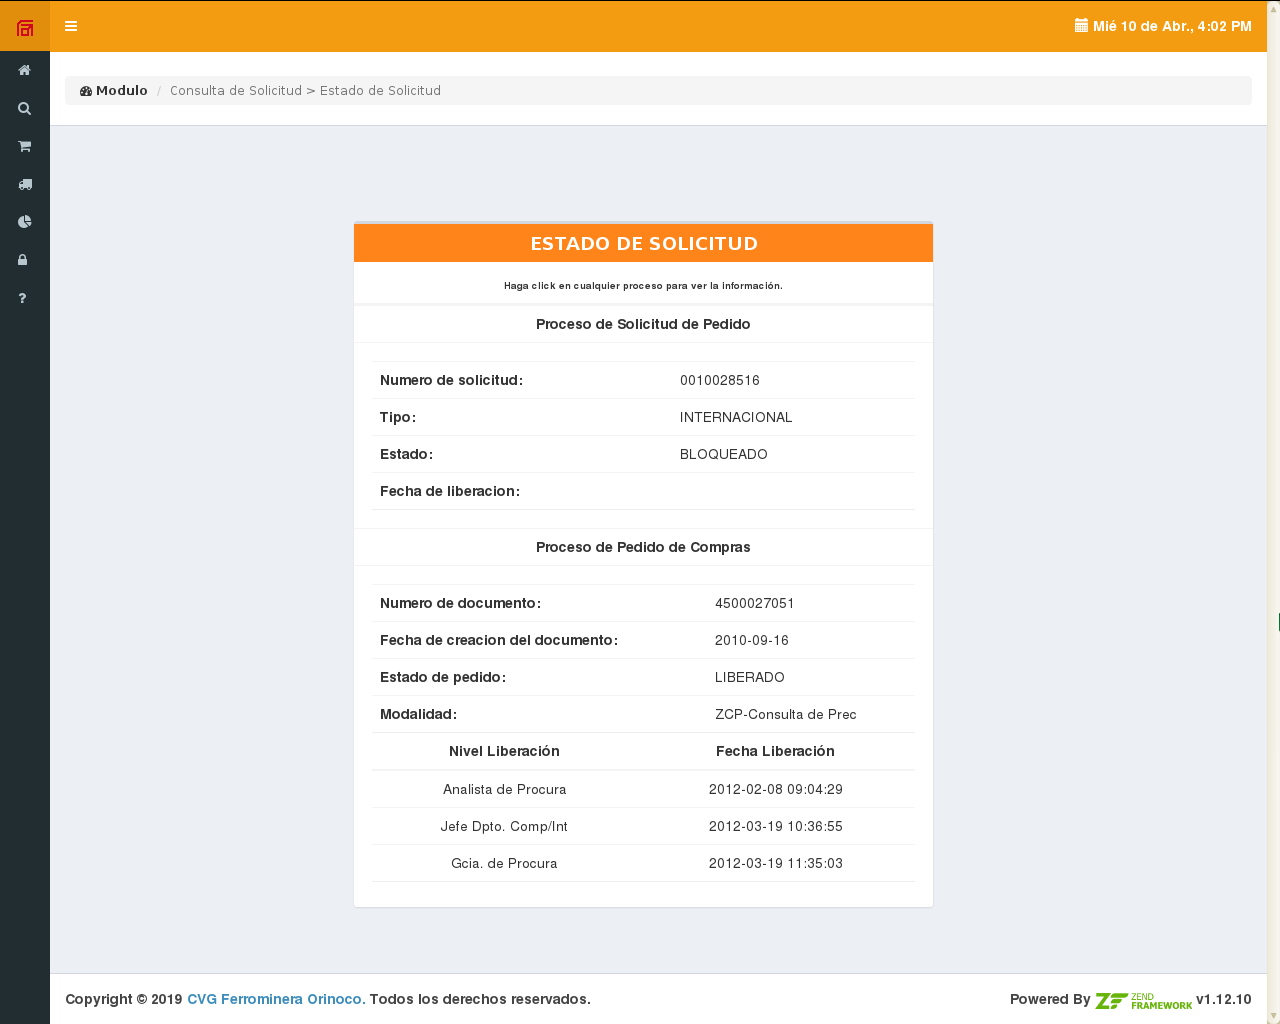 Mié 10 de Abr., 4:02 PM
Modulo / Consulta de Solicitud > Estado de Solicitud
ESTADO DE SOLICITUD
Haga click en cualquier proceso para ver la información.
Proceso de Solicitud de Pedido
Numero de solicitud: 0010028516
Tipo: INTERNACIONAL
Estado: BLOQUEADO
Fecha de liberacion:
Proceso de Pedido de Compras
Numero de documento: 4500027051
Fecha de creacion del documento: 2010-09-16
Estado de pedido: LIBERADO
Modalidad: ZCP-Consulta de Prec
Nivel Liberación Fecha Liberación
Analista de Procura 2012-02-08 09:04:29
Jefe Dpto. Comp/Int 2012-03-19 10:36:55
Gcia. de Procura 2012-03-19 11:35:03
Copyright © 2019 CVG Ferrominera Orinoco. Todos los derechos reservados. Powered By ZF ZEND FRAMEWORK v1.12.10